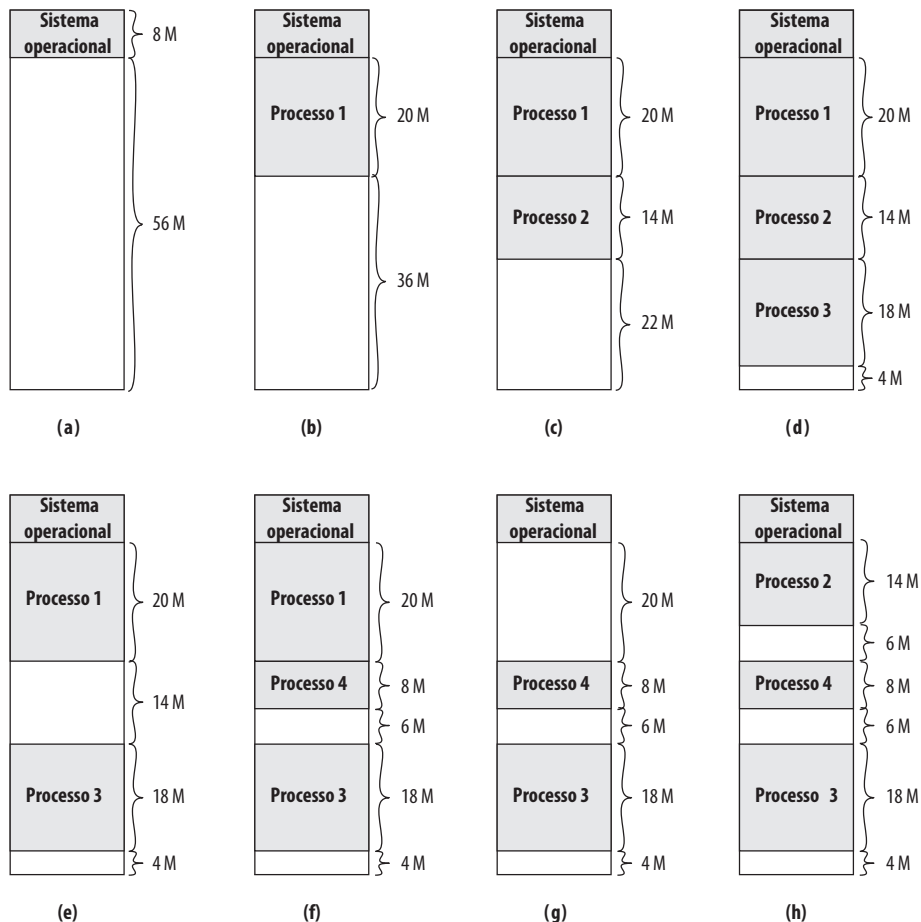 Sistema
operacional
8 M
56 M
(a)
Sistema
operacional
Processo 1
20 M
36 M
(b)
Sistema
operacional
Processo 1
20 M
Processo 2
14 M
22 M
(c)
Sistema
operacional
Processo 1
20 M
Processo 2
14 M
Processo 3
18 M
4 M
(d)
Sistema
operacional
Processo 1
20 M
14 M
Processo 3
18 M
4 M
(e)
Sistema
operacional
Processo 1
20 M
Processo 4
8 M
6 M
Processo 3
18 M
4 M
(f)
Sistema
operacional
20 M
Processo 4
8 M
6 M
Processo 3
18 M
4 M
(g)
Sistema
operacional
Processo 2
14 M
6 M
Processo 4
8 M
6 M
Processo 3
18 M
4 M
(h)